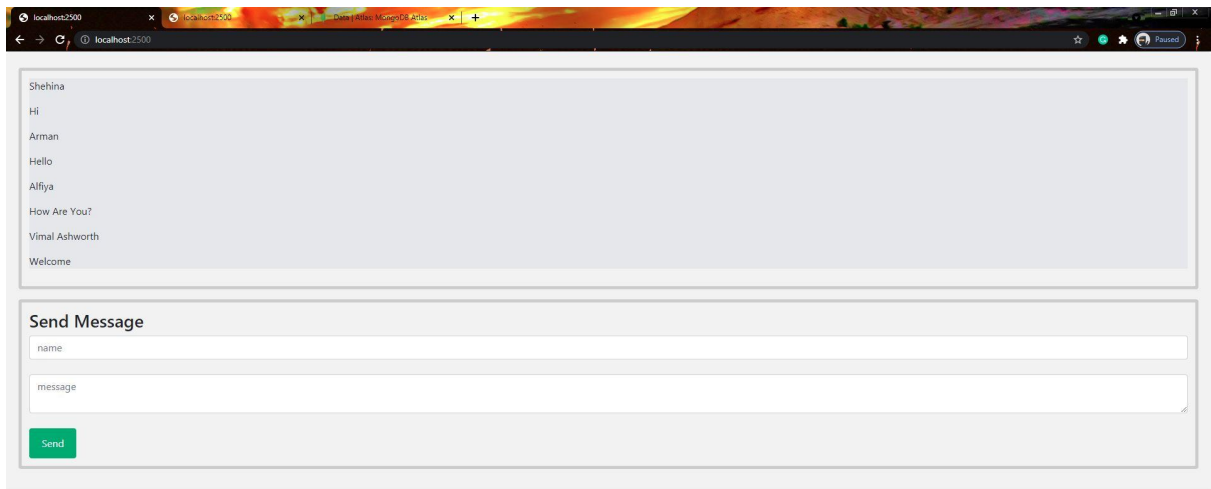 localhost:2500
localhost:2500
Data | Atlas: MongoDB Atlas
localhost:2500
Paused
Shehina
Hi
Arman
Hello
Alfiya
How Are You?
Vimal Ashworth
Welcome
Send Message
name
message
Send